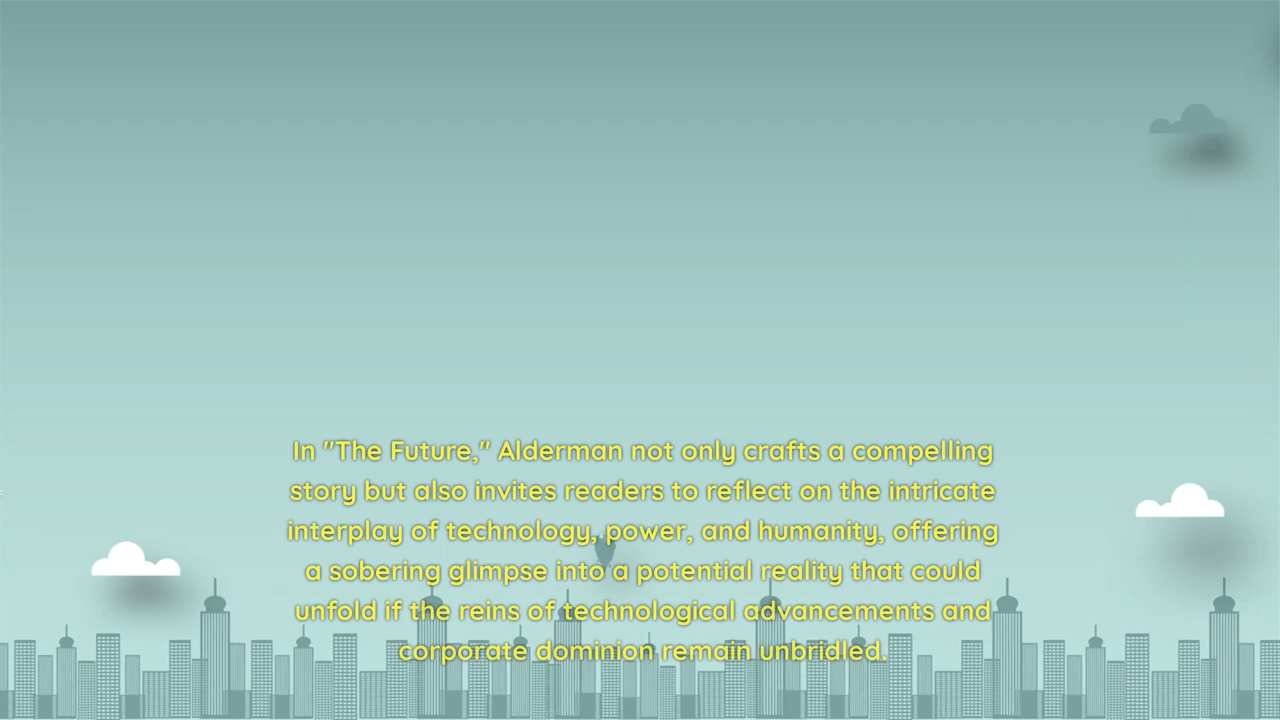 In "The Future," Alderman not only crafts a compelling
story but also invites readers to reflect on the intricate
interplay of technology, power, and humanity, offering
a sobering glimpse into a potential reality that could
unfold if the reins of technological advancements and
corporate dominion remain unbridled.